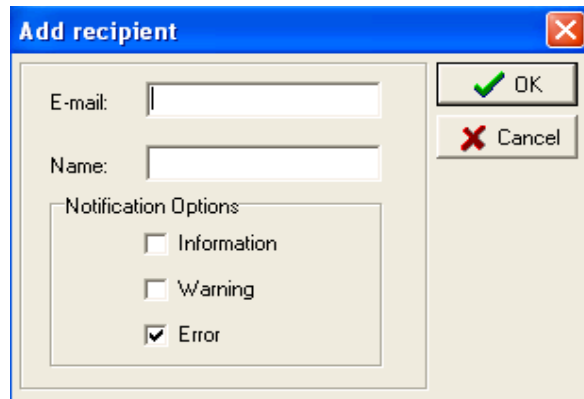 Add recipient
E-mail:
OK
Cancel
Name:
Notification Options
Information
Warning
Error